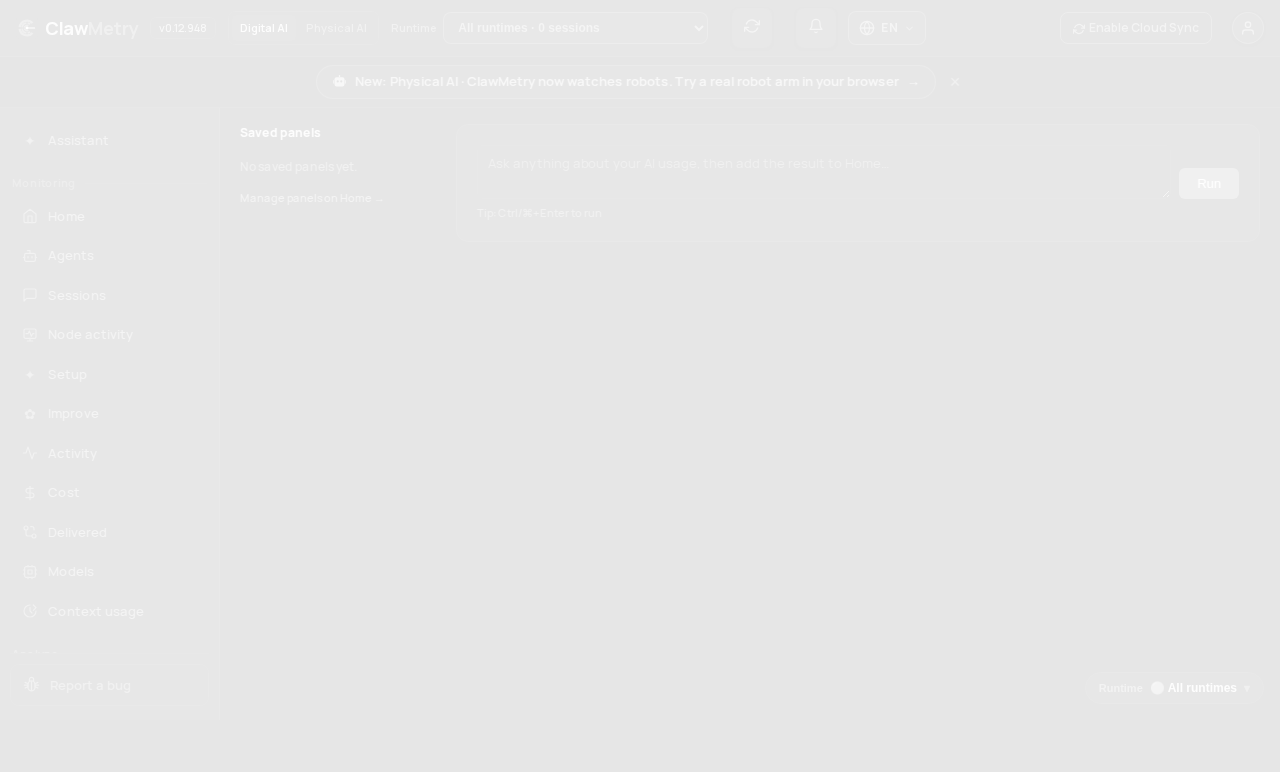 ClawMetry v0.12.948 Digital AI Physical AI Runtime All runtimes - 0 sessions EN Enable Cloud Sync
New: Physical AI · ClawMetry now watches robots. Try a real robot arm in your browser → ×
Assistant
Monitoring
Home
Agents
Sessions
Node activity
Setup
Improve
Activity
Cost
Delivered
Models
Context usage
Report a bug
Saved panels
No saved panels yet.
Manage panels on Home →
Ask anything about your AI usage, then add the result to Home...
Run
Tip: Ctrl/⌘+Enter to run
Runtime All runtimes ▾